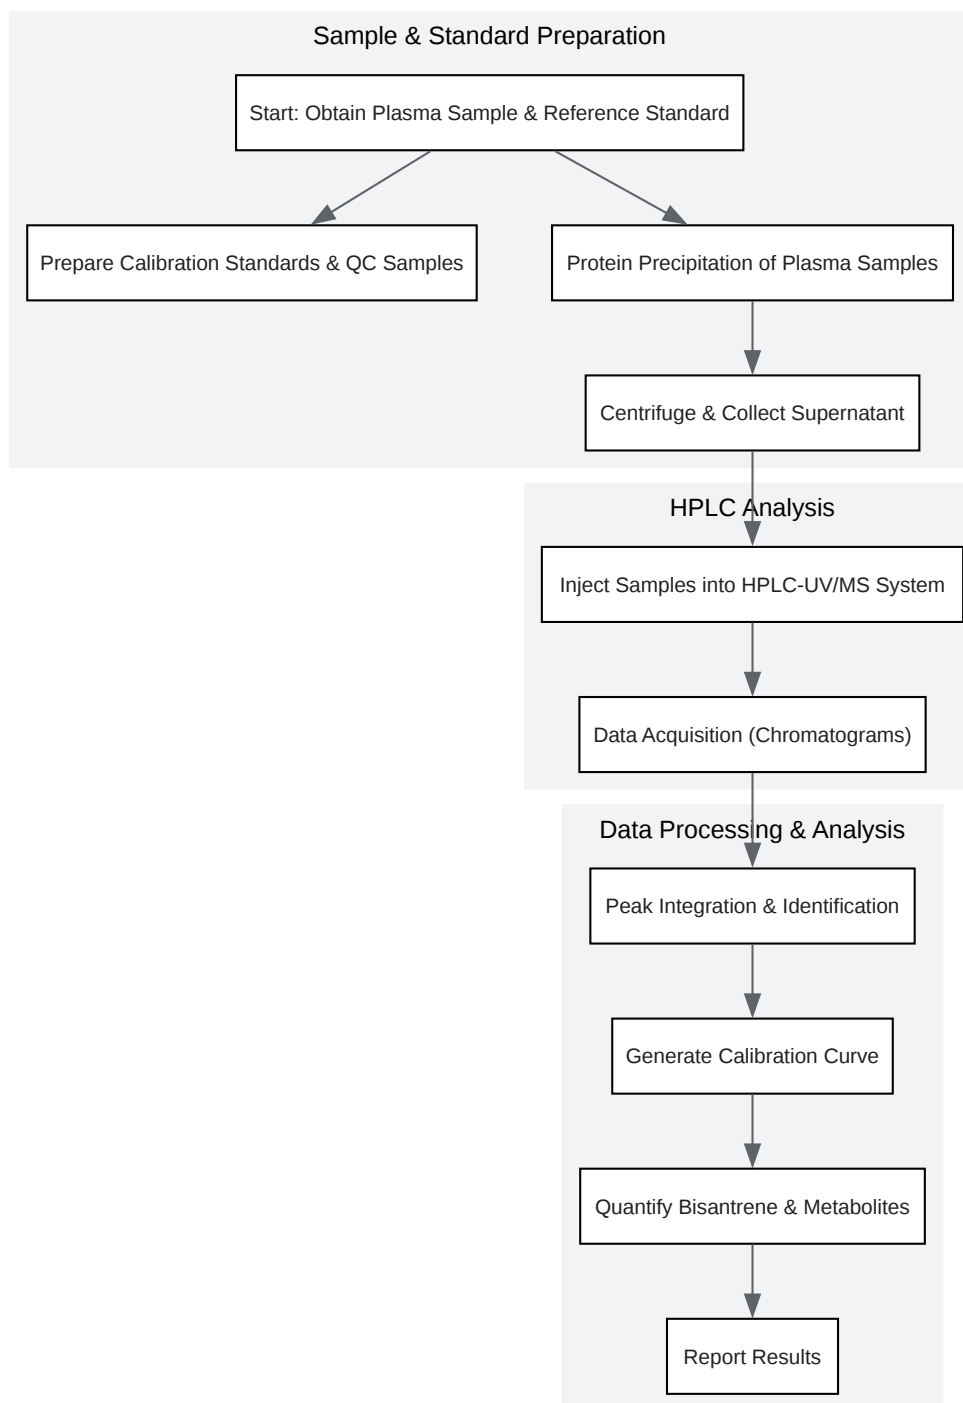 Sample & Standard Preparation
Start: Obtain Plasma Sample & Reference Standard
Prepare Calibration Standards & QC Samples
Protein Precipitation of Plasma Samples
Centrifuge & Collect Supernatant
HPLC Analysis
Inject Samples into HPLC-UV/MS System
Data Acquisition (Chromatograms)
Data Processing & Analysis
Peak Integration & Identification
Generate Calibration Curve
Quantify Bisantrene & Metabolites
Report Results